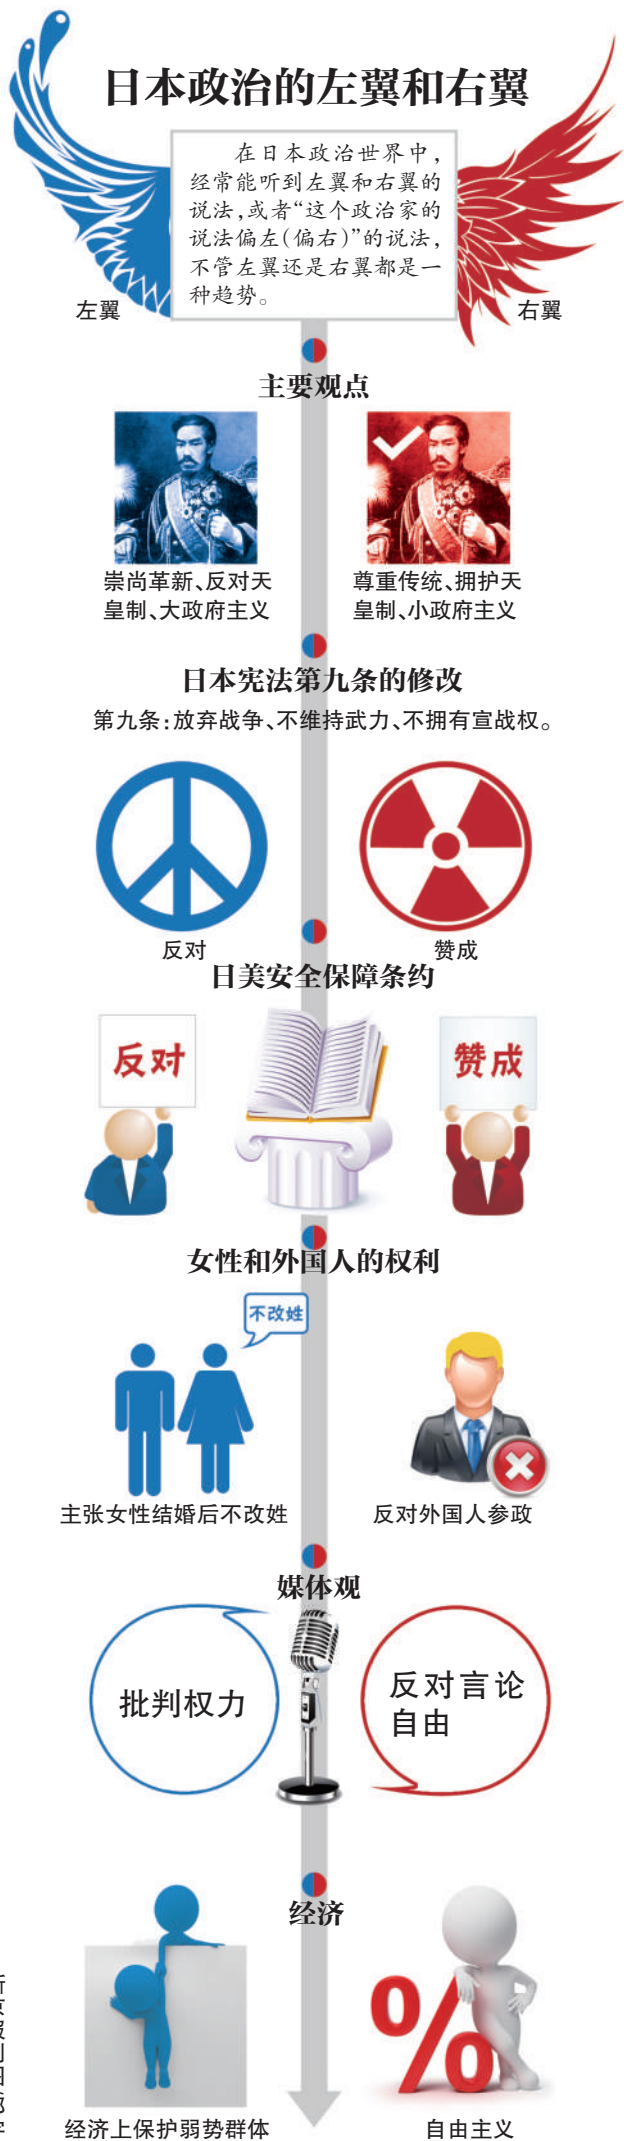 日本政治的左翼和右翼
在日本政治世界中，
经常能听到左翼和右翼的
说法，或者“这个政治家的
说法偏左（偏右）”的说法，
不管左翼还是右翼都是一
种趋势。
左翼
右翼
主要观点
崇尚革新、反对天
皇制、大政府主义
尊重传统、拥护天
皇制、小政府主义
日本宪法第九条的修改
第九条：放弃战争、不维持武力、不拥有宣战权。
反对
赞成
日美安全保障条约
反对
赞成
女性和外国人的权利
不改姓
主张女性结婚后不改姓
反对外国人参政
媒体观
批判权力
反对言论
自由
经济
经济上保护弱势群体
自由主义